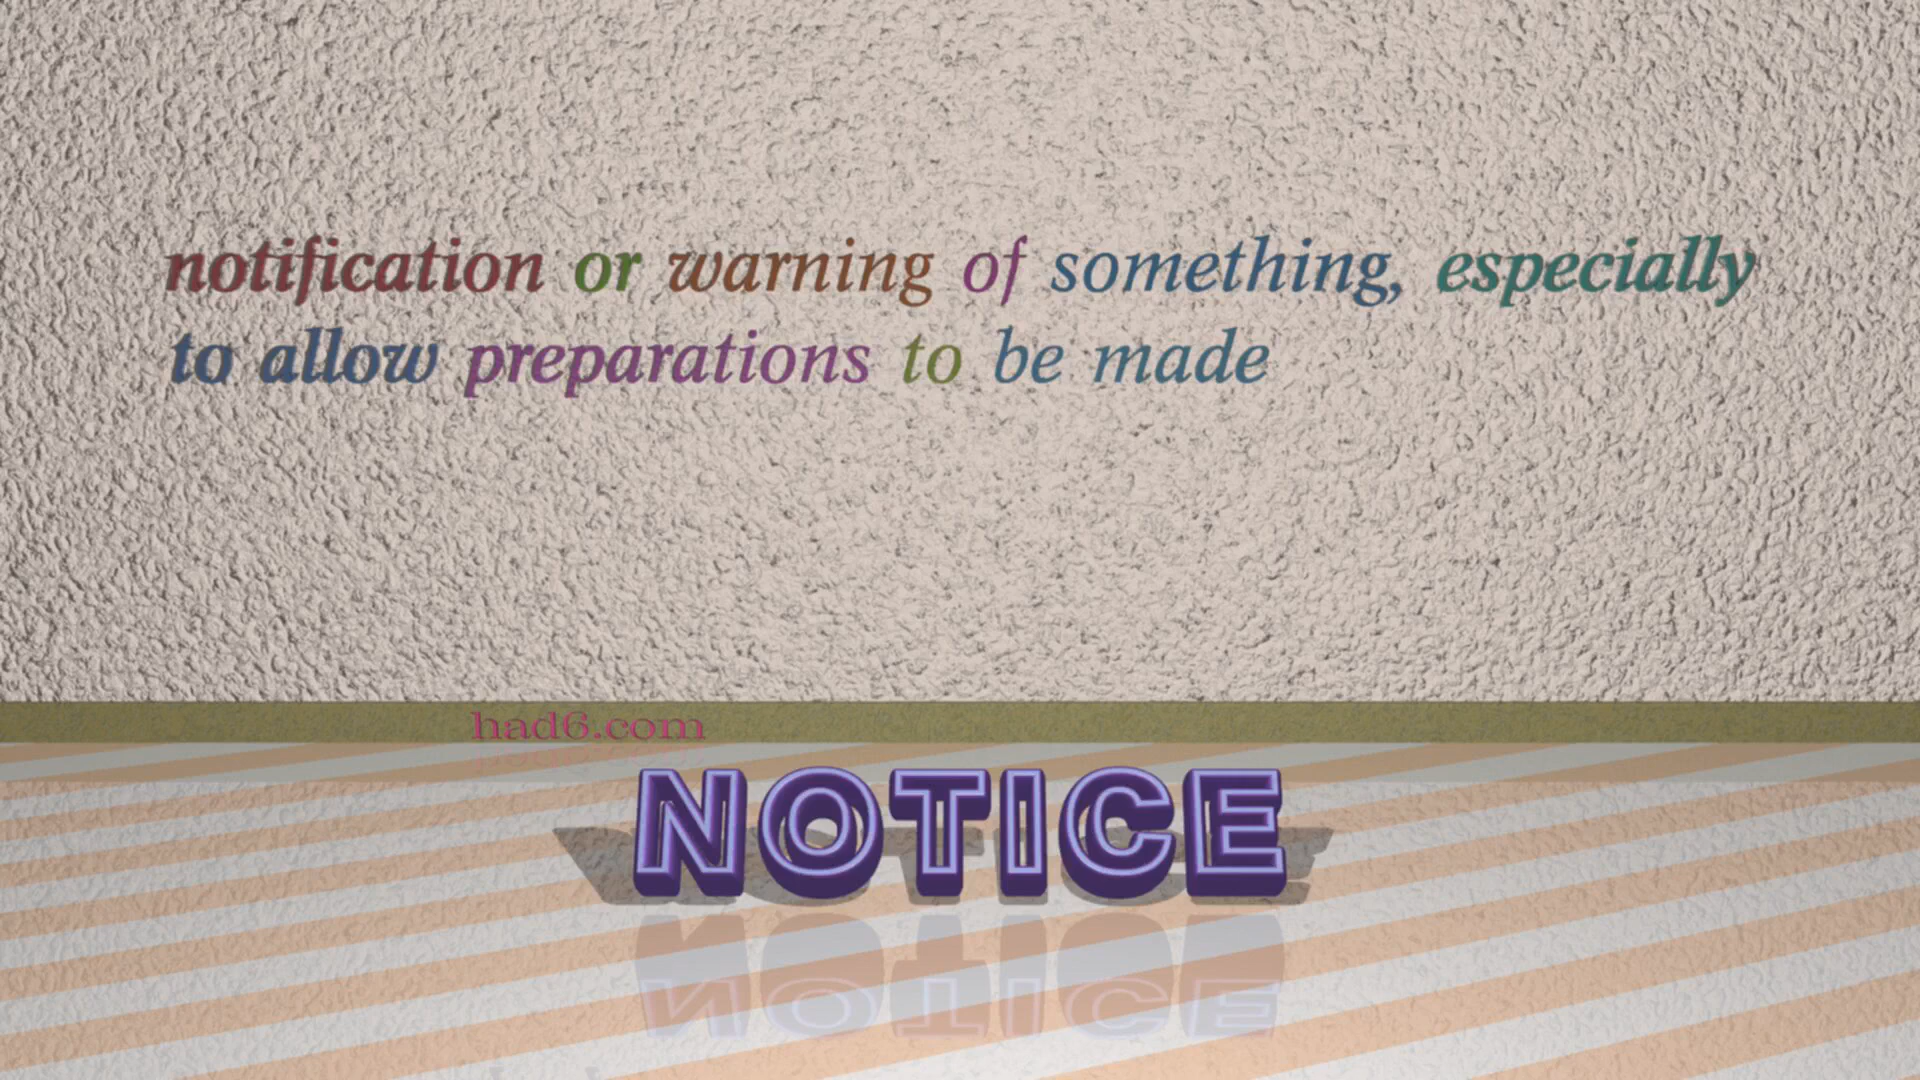 notification or warning of something, especially
to allow preparations to be made
had6.com
NOTICE